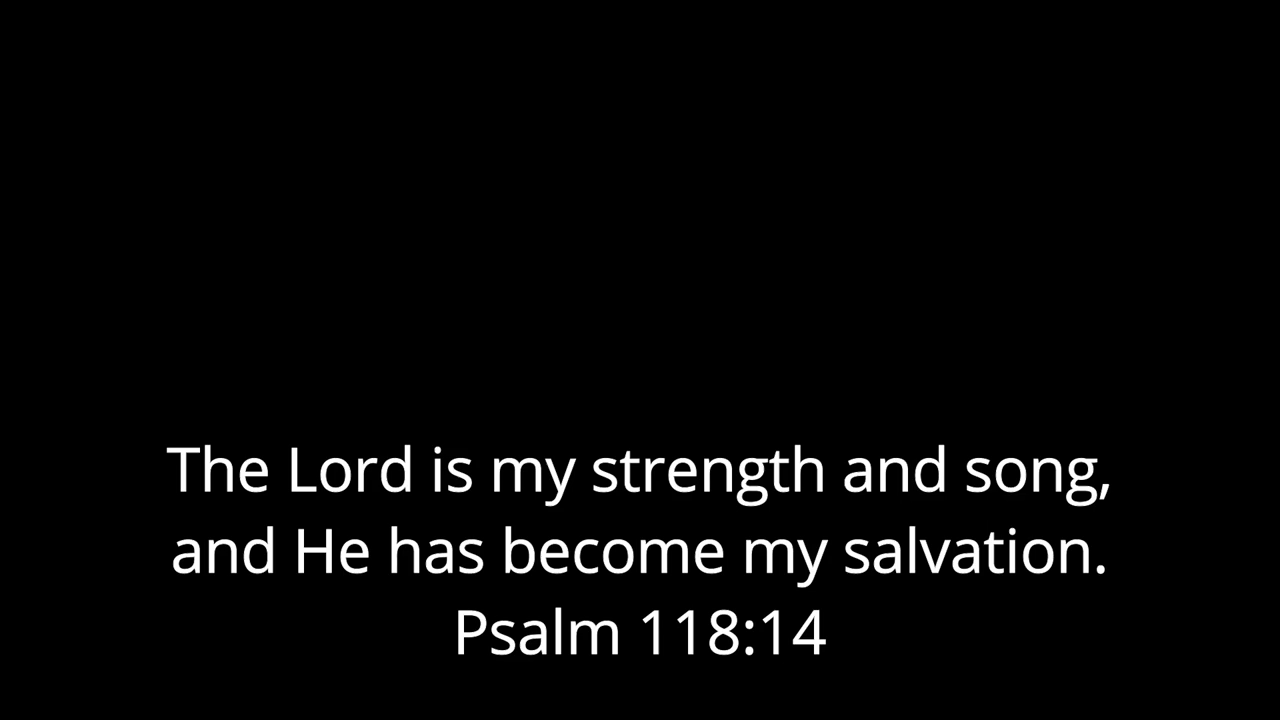 The Lord is my strength and song,
and He has become my salvation.
Psalm 118:14